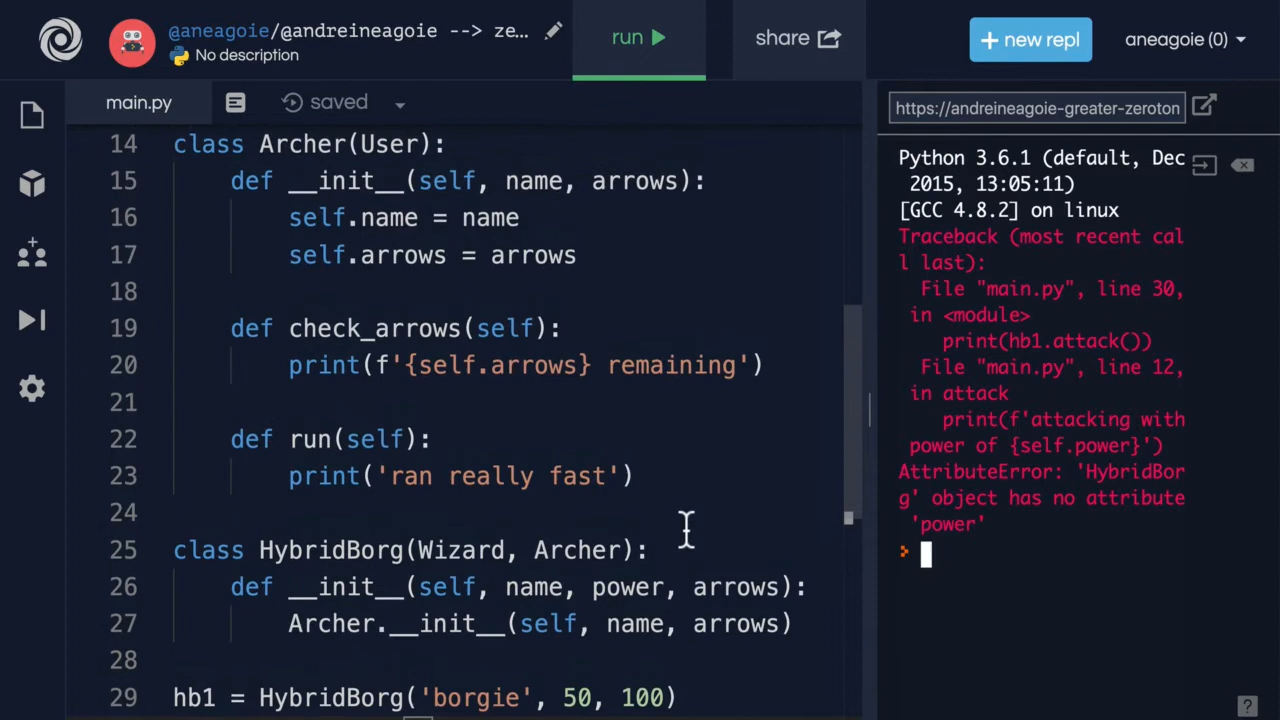 @aneagoie/@andreineagoie --> ze...
No description
run
share
+ new repl
aneagoie (0)
main.py
saved
https://andreineagoie-greater-zeroton
14 class Archer(User):
15     def __init__(self, name, arrows):
16         self.name = name
17         self.arrows = arrows
18
19     def check_arrows(self):
20         print(f'{self.arrows} remaining')
21
22     def run(self):
23         print('ran really fast')
24
25 class HybridBorg(Wizard, Archer):
26     def __init__(self, name, power, arrows):
27         Archer.__init__(self, name, arrows)
28
29 hb1 = HybridBorg('borgie', 50, 100)
Python 3.6.1 (default, Dec
 2015, 13:05:11)
[GCC 4.8.2] on linux
Traceback (most recent cal
l last):
  File "main.py", line 30,
 in <module>
    print(hb1.attack())
  File "main.py", line 12,
 in attack
    print(f'attacking with
 power of {self.power}')
AttributeError: 'HybridBor
g' object has no attribute
 'power'
?